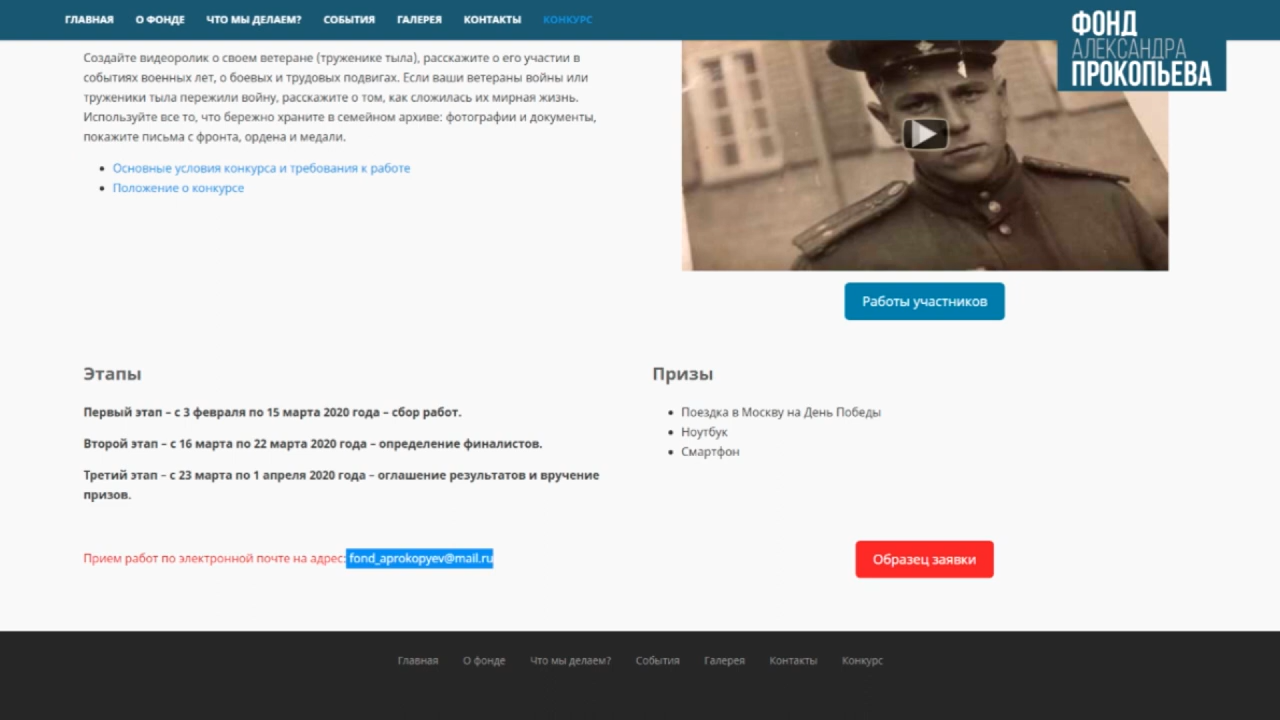 ГЛАВНАЯ О ФОНДЕ ЧТО МЫ ДЕЛАЕМ? СОБЫТИЯ ГАЛЕРЕЯ КОНТАКТЫ КОНКУРС
ФОНД
АЛЕКСАНДРА
ПРОКОПЬЕВА
Создайте видеоролик о своем ветеране (труженике тыла), расскажите о его участии в
событиях военных лет, о боевых и трудовых подвигах. Если ваши ветераны войны или
труженики тыла пережили войну, расскажите о том, как сложилась их мирная жизнь.
Используйте все то, что бережно храните в семейном архиве: фотографии и документы,
покажите письма с фронта, ордена и медали.
Основные условия конкурса и требования к работе
Положение о конкурсе
Работы участников
Этапы
Первый этап – с 3 февраля по 15 марта 2020 года – сбор работ.
Второй этап – с 16 марта по 22 марта 2020 года – определение финалистов.
Третий этап – с 23 марта по 1 апреля 2020 года – оглашение результатов и вручение
призов.
Призы
Поездка в Москву на День Победы
Ноутбук
Смартфон
Прием работ по электронной почте на адрес: fond_aprokopyev@mail.ru
Образец заявки
Главная О фонде Что мы делаем? События Галерея Контакты Конкурс